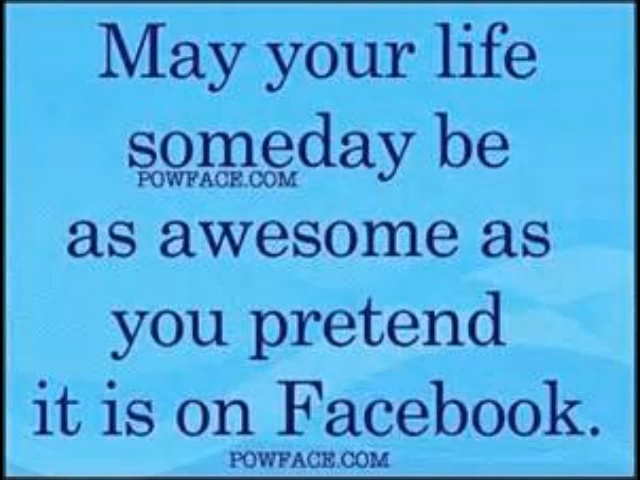 May your life
someday be
POWFACE.COM
as awesome as
you pretend
it is on Facebook.
POWFACE.COM